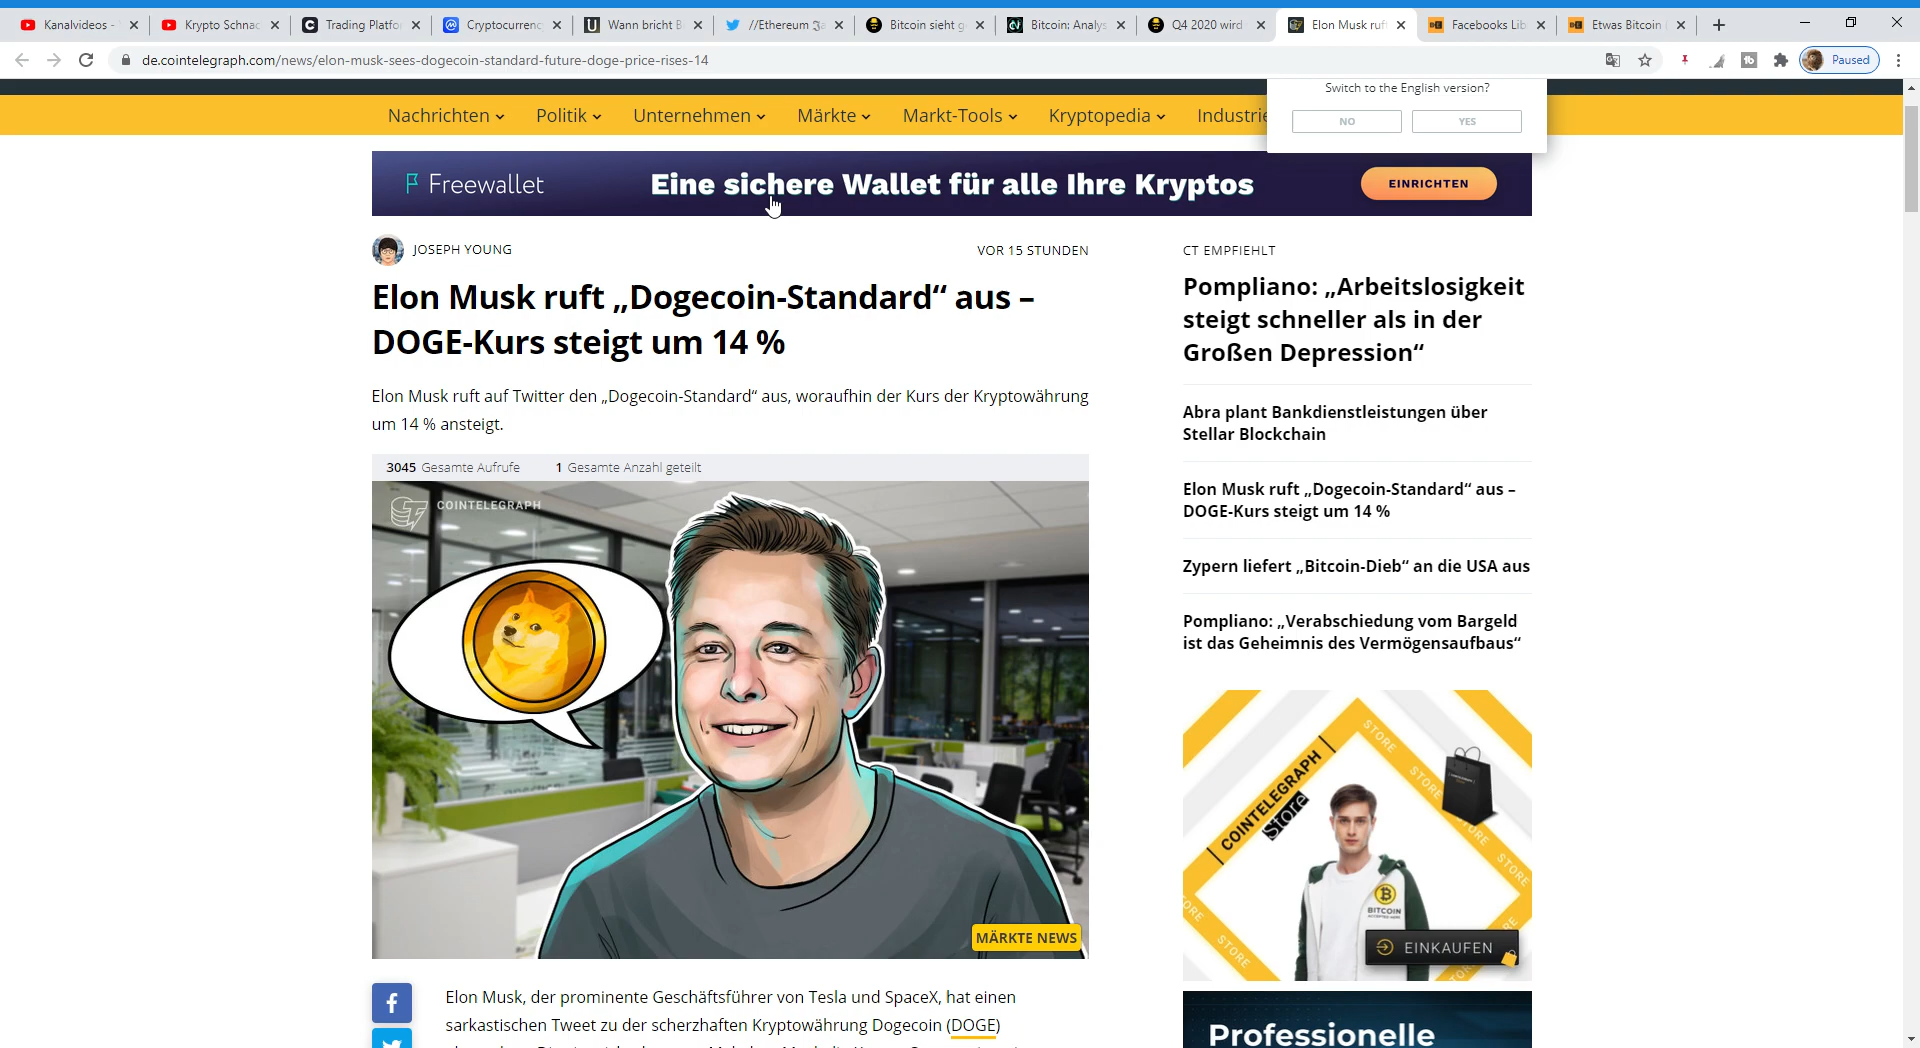 Kanalvideos -
Krypto Schnac
Trading Platfo
Cryptocurrenc
Wann bricht B
//Ethereum Ja
Bitcoin sieht g
Bitcoin: Analys
Q4 2020 wird
Elon Musk ruf
Facebooks Lib
Etwas Bitcoin
de.cointelegraph.com/news/elon-musk-sees-dogecoin-standard-future-doge-price-rises-14
Paused
Switch to the English version?
NO YES
Nachrichten Politik Unternehmen Märkte Markt-Tools Kryptopedia Industrie
Freewallet
Eine sichere Wallet für alle Ihre Kryptos
EINRICHTEN
JOSEPH YOUNG
VOR 15 STUNDEN
Elon Musk ruft „Dogecoin-Standard“ aus –
DOGE-Kurs steigt um 14 %
Elon Musk ruft auf Twitter den „Dogecoin-Standard“ aus, woraufhin der Kurs der Kryptowährung
um 14 % ansteigt.
3045 Gesamte Aufrufe 1 Gesamte Anzahl geteilt
COINTELEGRAPH
MÄRKTE NEWS
Elon Musk, der prominente Geschäftsführer von Tesla und SpaceX, hat einen
sarkastischen Tweet zu der scherzhaften Kryptowährung Dogecoin (DOGE)
CT EMPFIEHLT
Pompliano: „Arbeitslosigkeit
steigt schneller als in der
Großen Depression“
Abra plant Bankdienstleistungen über
Stellar Blockchain
Elon Musk ruft „Dogecoin-Standard“ aus –
DOGE-Kurs steigt um 14 %
Zypern liefert „Bitcoin-Dieb“ an die USA aus
Pompliano: „Verabschiedung vom Bargeld
ist das Geheimnis des Vermögensaufbaus“
STORE
STORE
COINTELEGRAPH
Store
STORE
STORE
BITCOIN
STORE
EINKAUFEN
Professionelle